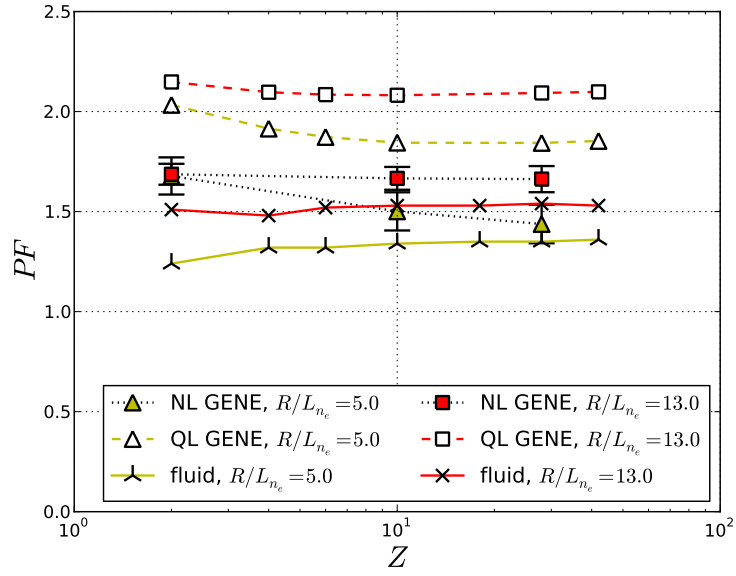 2.5
2.0
1.5
1.0
0.5
0.0
PF
NL GENE, R/L_{n_e}=5.0
QL GENE, R/L_{n_e}=5.0
fluid, R/L_{n_e}=5.0
NL GENE, R/L_{n_e}=13.0
QL GENE, R/L_{n_e}=13.0
fluid, R/L_{n_e}=13.0
10^0
10^1
10^2
Z